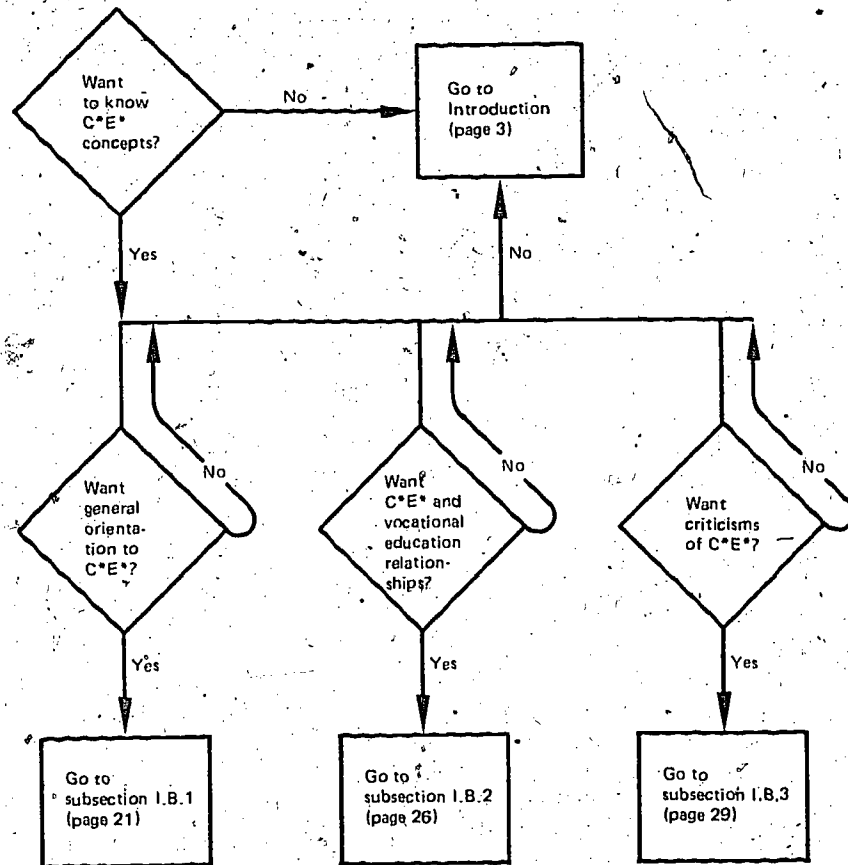 Want
to know
C*E*
concepts?
No
Go to
Introduction
(page 3)
Yes
No
No
Want
general
orienta-
tion to
C*E*?
No
Want
C*E* and
vocational
education
relation-
ships?
No
Want
criticisms
of C*E*?
Yes
Yes
Yes
Go to
subsection I.B.1
(page 21)
Go to
subsection I.B.2
(page 26)
Go to
subsection I.B.3
(page 29)